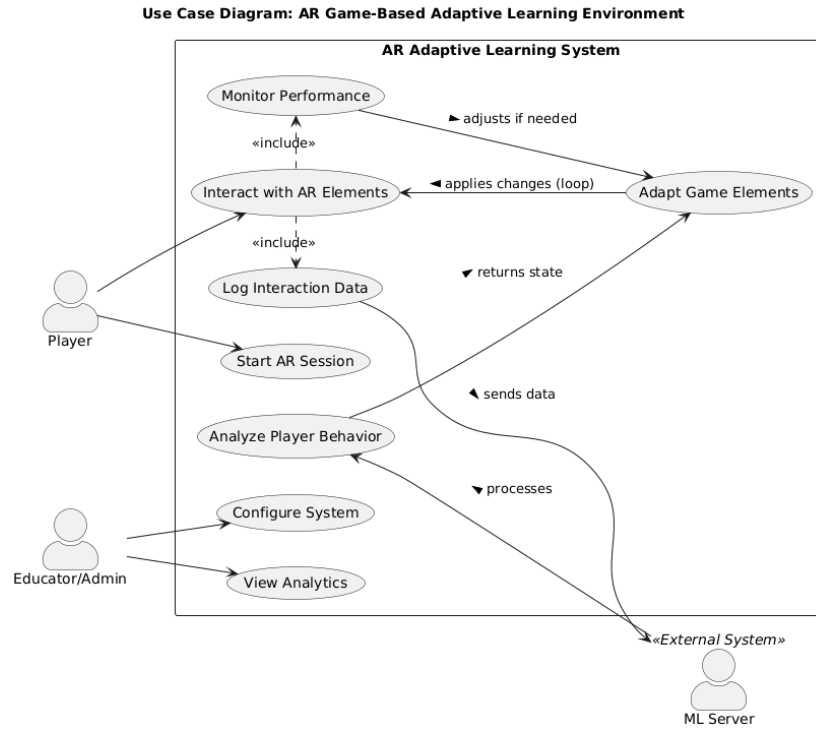 Use Case Diagram: AR Game-Based Adaptive Learning Environment
AR Adaptive Learning System
Monitor Performance
adjusts if needed
«include»
Interact with AR Elements
applies changes (loop)
Adapt Game Elements
«include»
returns state
Log Interaction Data
Player
Start AR Session
sends data
Analyze Player Behavior
processes
Configure System
Educator/Admin
View Analytics
«External System»
ML Server